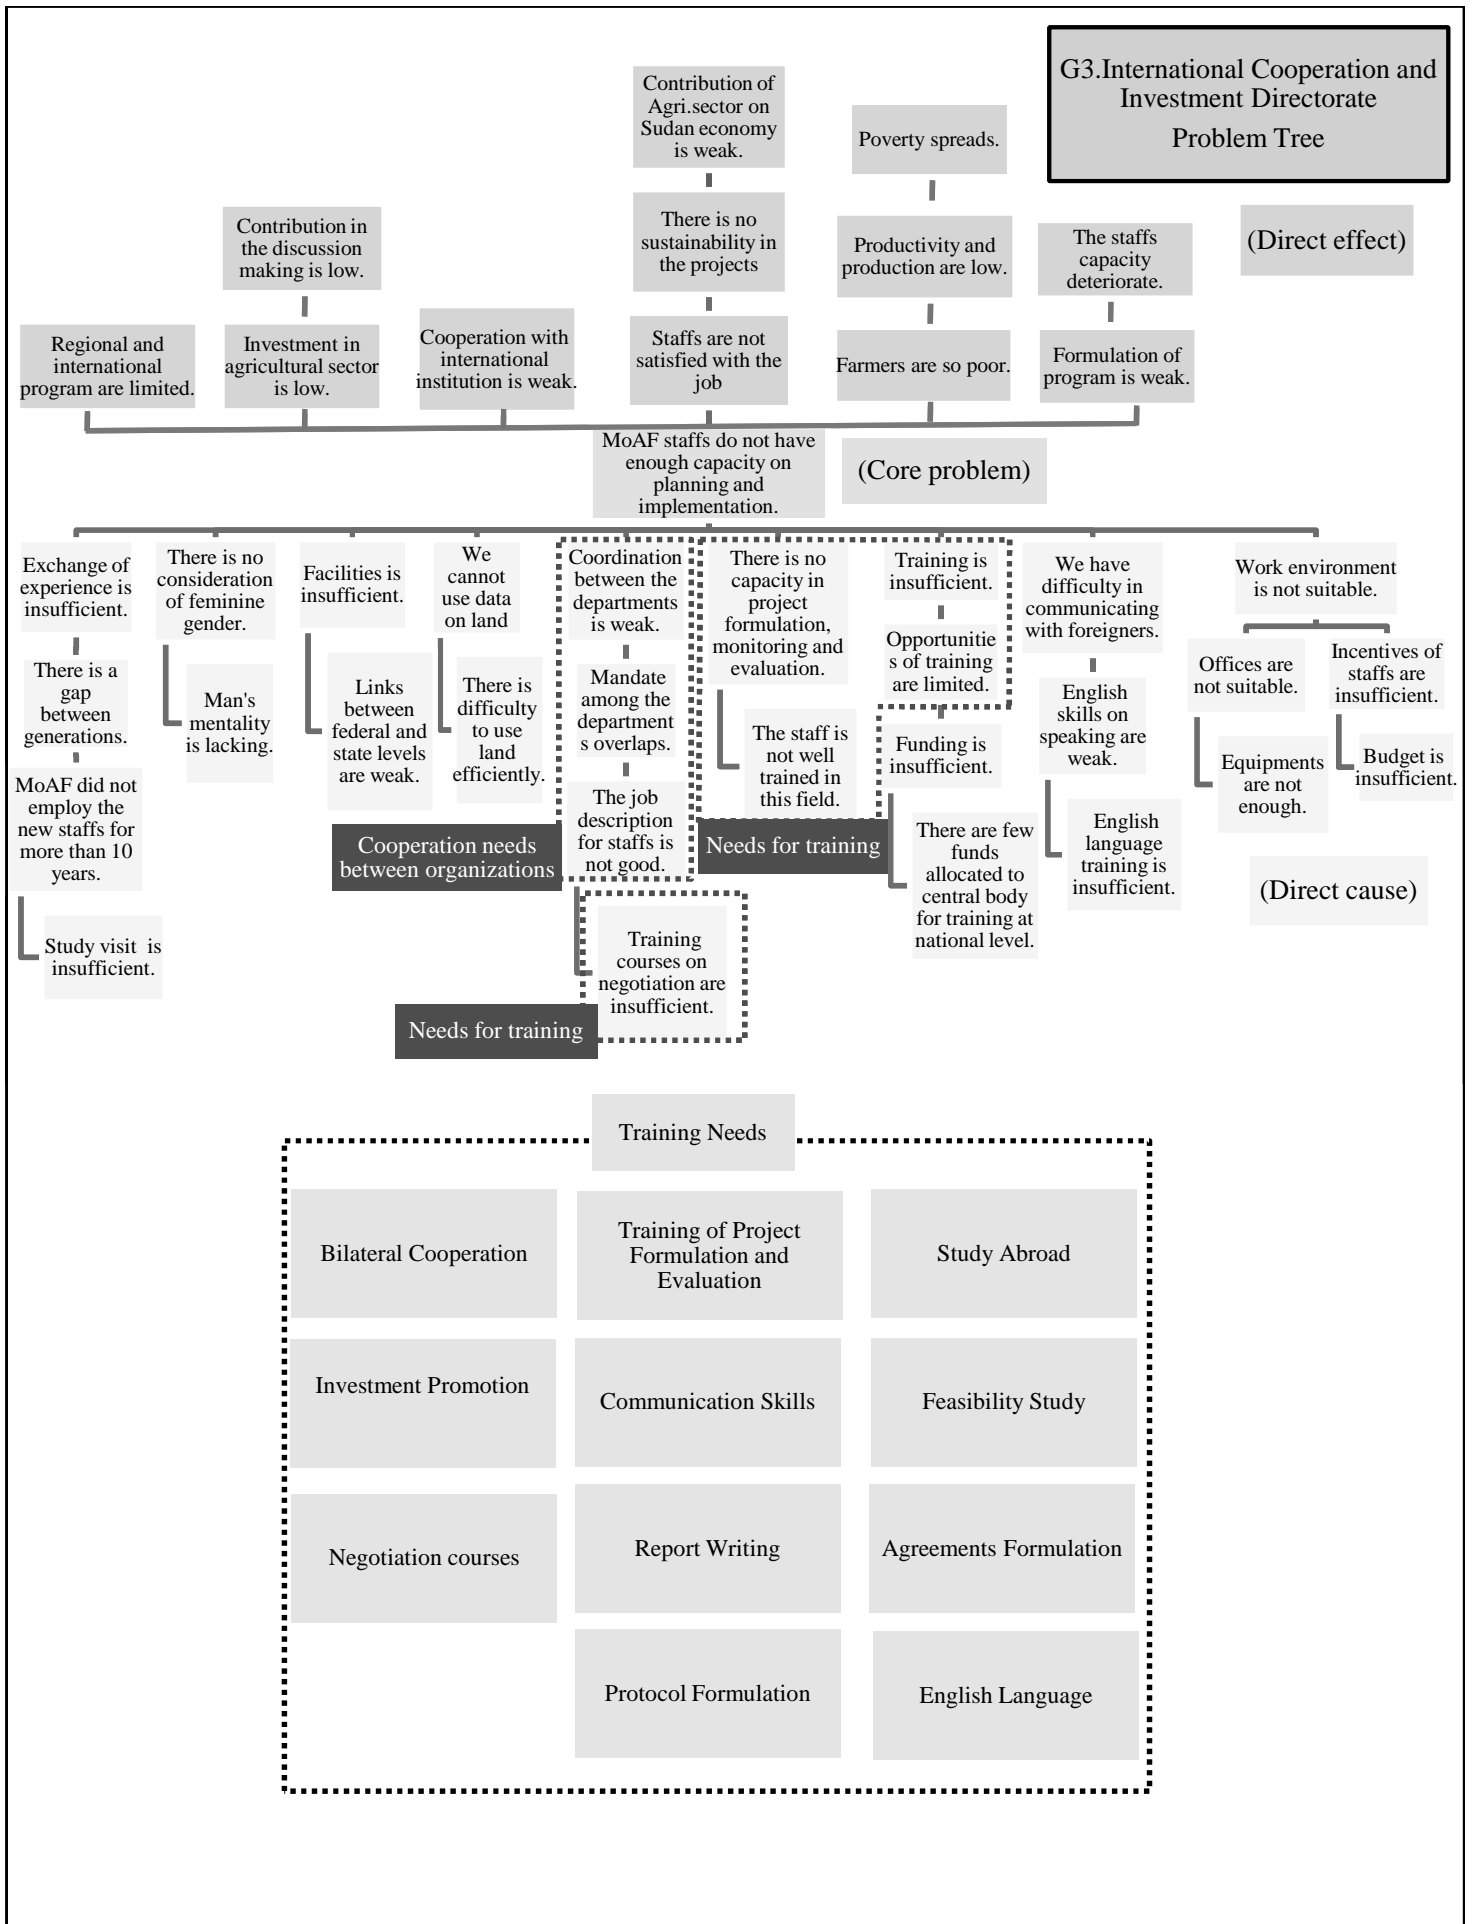 G3.International Cooperation and
Investment Directorate
Problem Tree
Contribution of
Agri.sector on
Sudan economy
is weak.
Poverty spreads.
Contribution in
the discussion
making is low.
There is no
sustainability in
the projects
Productivity and
production are low.
The staffs
capacity
deteriorate.
(Direct effect)
Regional and
international
program are limited.
Investment in
agricultural sector
is low.
Cooperation with
international
institution is weak.
Staffs are not
satisfied with the
job
Farmers are so poor.
Formulation of
program is weak.
MoAF staffs do not have
enough capacity on
planning and
implementation.
(Core problem)
Exchange of
experience is
insufficient.
There is a
gap
between
generations.
MoAF did not
employ the
new staffs for
more than 10
years.
Study visit  is
insufficient.
There is no
consideration
of feminine
gender.
Man's
mentality
is lacking.
Facilities is
insufficient.
Links
between
federal and
state levels
are weak.
We
cannot
use data
on land
There is
difficulty
to use
land
efficiently.
Coordination
between the
departments
is weak.
Mandate
among the
department
s overlaps.
The job
description
for staffs is
not good.
Cooperation needs
between organizations
Training
courses on
negotiation are
insufficient.
Needs for training
There is no
capacity in
project
formulation,
monitoring and
evaluation.
The staff is
not well
trained in
this field.
Needs for training
Training is
insufficient.
Opportunitie
s of training
are limited.
Funding is
insufficient.
There are few
funds
allocated to
central body
for training at
national level.
We have
difficulty in
communicating
with foreigners.
English
skills on
speaking are
weak.
English
language
training is
insufficient.
Work environment
is not suitable.
Offices are
not suitable.
Equipments
are not
enough.
Incentives of
staffs are
insufficient.
Budget is
insufficient.
(Direct cause)
Training Needs
Bilateral Cooperation
Training of Project
Formulation and
Evaluation
Study Abroad
Investment Promotion
Communication Skills
Feasibility Study
Negotiation courses
Report Writing
Agreements Formulation
Protocol Formulation
English Language